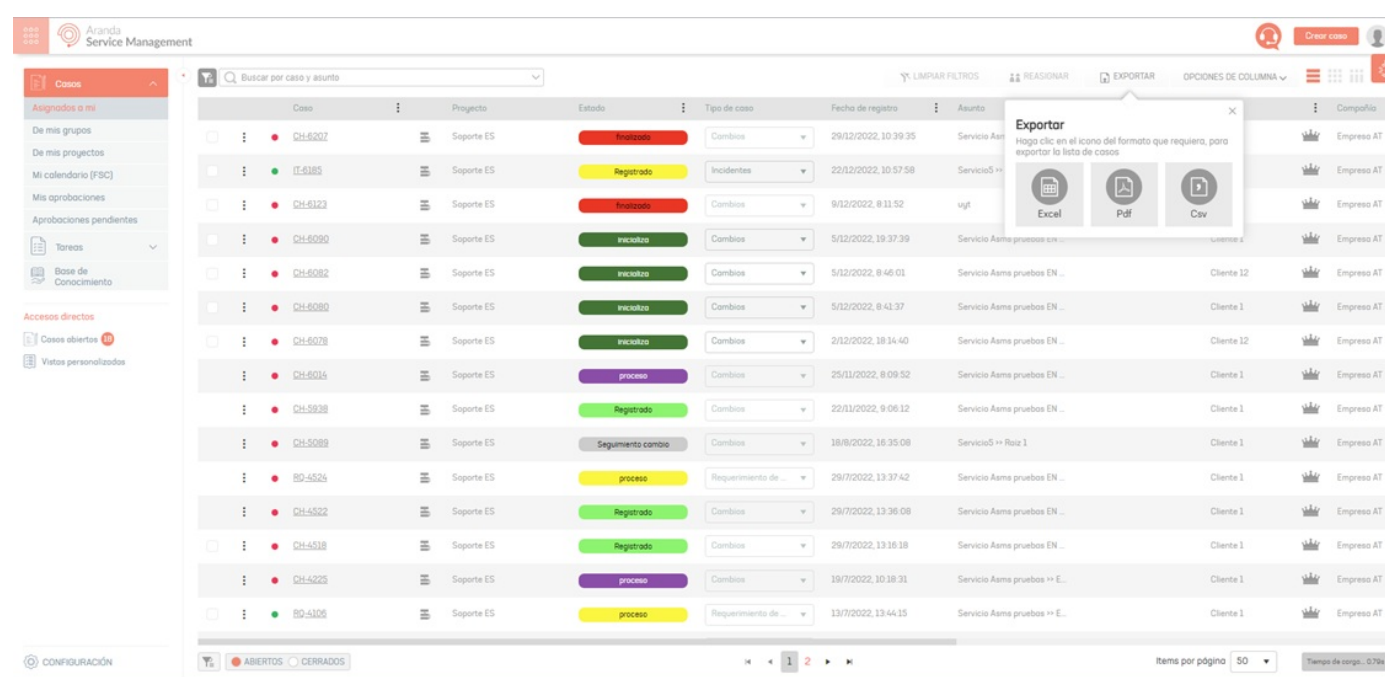 Aranda
Service Management
Crear caso
Casos
Asignados a mi
De mis grupos
De mis proyectos
Mi calendario (FSC)
Mis aprobaciones
Aprobaciones pendientes
Tareas
Base de
Conocimiento
Accesos directos
Casos abiertos 18
Vistas personalizadas
CONFIGURACIÓN
Buscar por caso y asunto
LIMPIAR FILTROS
REASIGNAR
EXPORTAR
OPCIONES DE COLUMNA
Caso Proyecto Estado Tipo de caso Fecha de registro Asunto Compañía
Exportar
Haga clic en el icono del formato que requiera, para
exportar la lista de casos
Excel Pdf Csv
CH-6207 Soporte ES finalizado Cambios 29/12/2022, 10:39:35 Servicio Empresa AT
IT-6185 Soporte ES Registrado Incidentes 22/12/2022, 10:57:58 Servicio5 >> Empresa AT
CH-6123 Soporte ES finalizado Cambios 9/12/2022, 8:11:52 uyt Empresa AT
CH-6090 Soporte ES inicializa Cambios 5/12/2022, 19:37:39 Servicio Asms pruebas EN ... Cliente 1 Empresa AT
CH-6082 Soporte ES inicializa Cambios 5/12/2022, 8:46:01 Servicio Asms pruebas EN ... Cliente 12 Empresa AT
CH-6080 Soporte ES inicializa Cambios 5/12/2022, 8:41:37 Servicio Asms pruebas EN ... Cliente 1 Empresa AT
CH-6078 Soporte ES inicializa Cambios 2/12/2022, 18:14:40 Servicio Asms pruebas EN ... Cliente 12 Empresa AT
CH-6014 Soporte ES proceso Cambios 25/11/2022, 8:09:52 Servicio Asms pruebas EN ... Cliente 1 Empresa AT
CH-5938 Soporte ES Registrado Cambios 22/11/2022, 9:06:12 Servicio Asms pruebas EN ... Cliente 1 Empresa AT
CH-5089 Soporte ES Seguimiento cambio Cambios 18/8/2022, 16:35:08 Servicio5 >> Raiz 1 Cliente 1 Empresa AT
RQ-4524 Soporte ES proceso Requerimiento de ... 29/7/2022, 13:37:42 Servicio Asms pruebas EN ... Cliente 1 Empresa AT
CH-4522 Soporte ES Registrado Cambios 29/7/2022, 13:36:08 Servicio Asms pruebas EN ... Cliente 1 Empresa AT
CH-4518 Soporte ES Registrado Cambios 29/7/2022, 13:16:18 Servicio Asms pruebas EN ... Cliente 1 Empresa AT
CH-4225 Soporte ES proceso Cambios 19/7/2022, 10:18:31 Servicio Asms pruebas >> E... Cliente 1 Empresa AT
RQ-4106 Soporte ES proceso Requerimiento de ... 13/7/2022, 13:44:15 Servicio Asms pruebas >> E... Cliente 1 Empresa AT
ABIERTOS CERRADOS
1 2
Items por página 50
Tiempo de carga... 0.79s